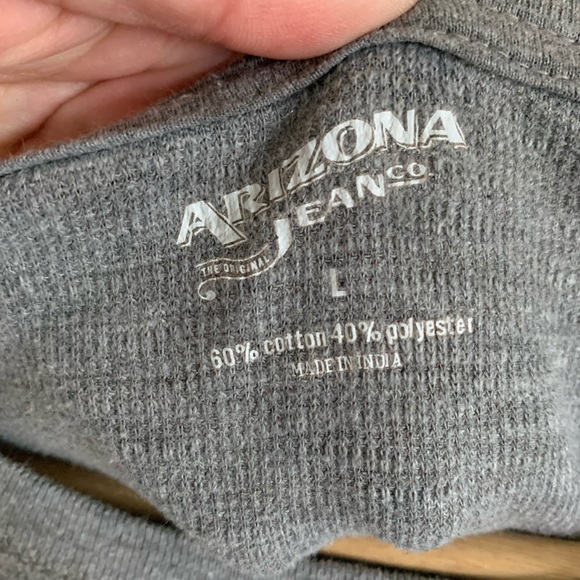 ARIZONA
JEAN CO.
THE ORIGINAL
L
60% cotton 40% polyester
MADE IN INDIA